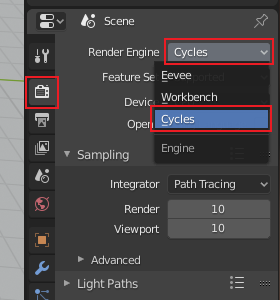 Scene
Render Engine Cycles
Feature Se
Eevee
Devic
Workbench
Open
Cycles
Engine
Sampling
Integrator Path Tracing
Render 10
Viewport 10
Advanced
Light Paths